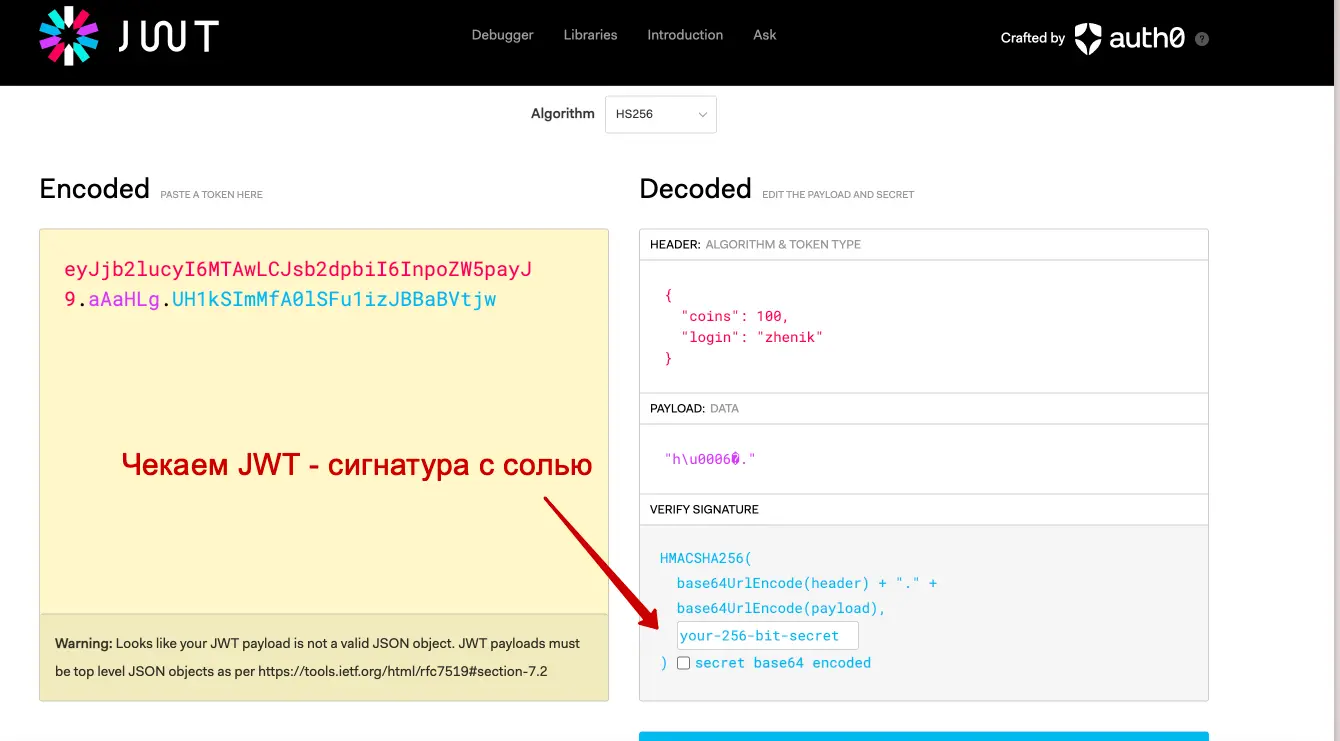 JWT
Debugger Libraries Introduction Ask
Crafted by auth0 ?
Algorithm HS256
Encoded PASTE A TOKEN HERE
Decoded EDIT THE PAYLOAD AND SECRET
eyJjb2lucyI6MTAwLCJsb2dpbiI6InpoZW5payJ
9.aAaHLg.UH1kSImMfA0lSFu1izJBBaBVtjw
Чекаем JWT - сигнатура с солью
Warning: Looks like your JWT payload is not a valid JSON object. JWT payloads must
be top level JSON objects as per https://tools.ietf.org/html/rfc7519#section-7.2
HEADER: ALGORITHM & TOKEN TYPE
{
"coins": 100,
"login": "zhenik"
}
PAYLOAD: DATA
"h\u0006�."
VERIFY SIGNATURE
HMACSHA256(
base64UrlEncode(header) + "." +
base64UrlEncode(payload),
your-256-bit-secret
) secret base64 encoded